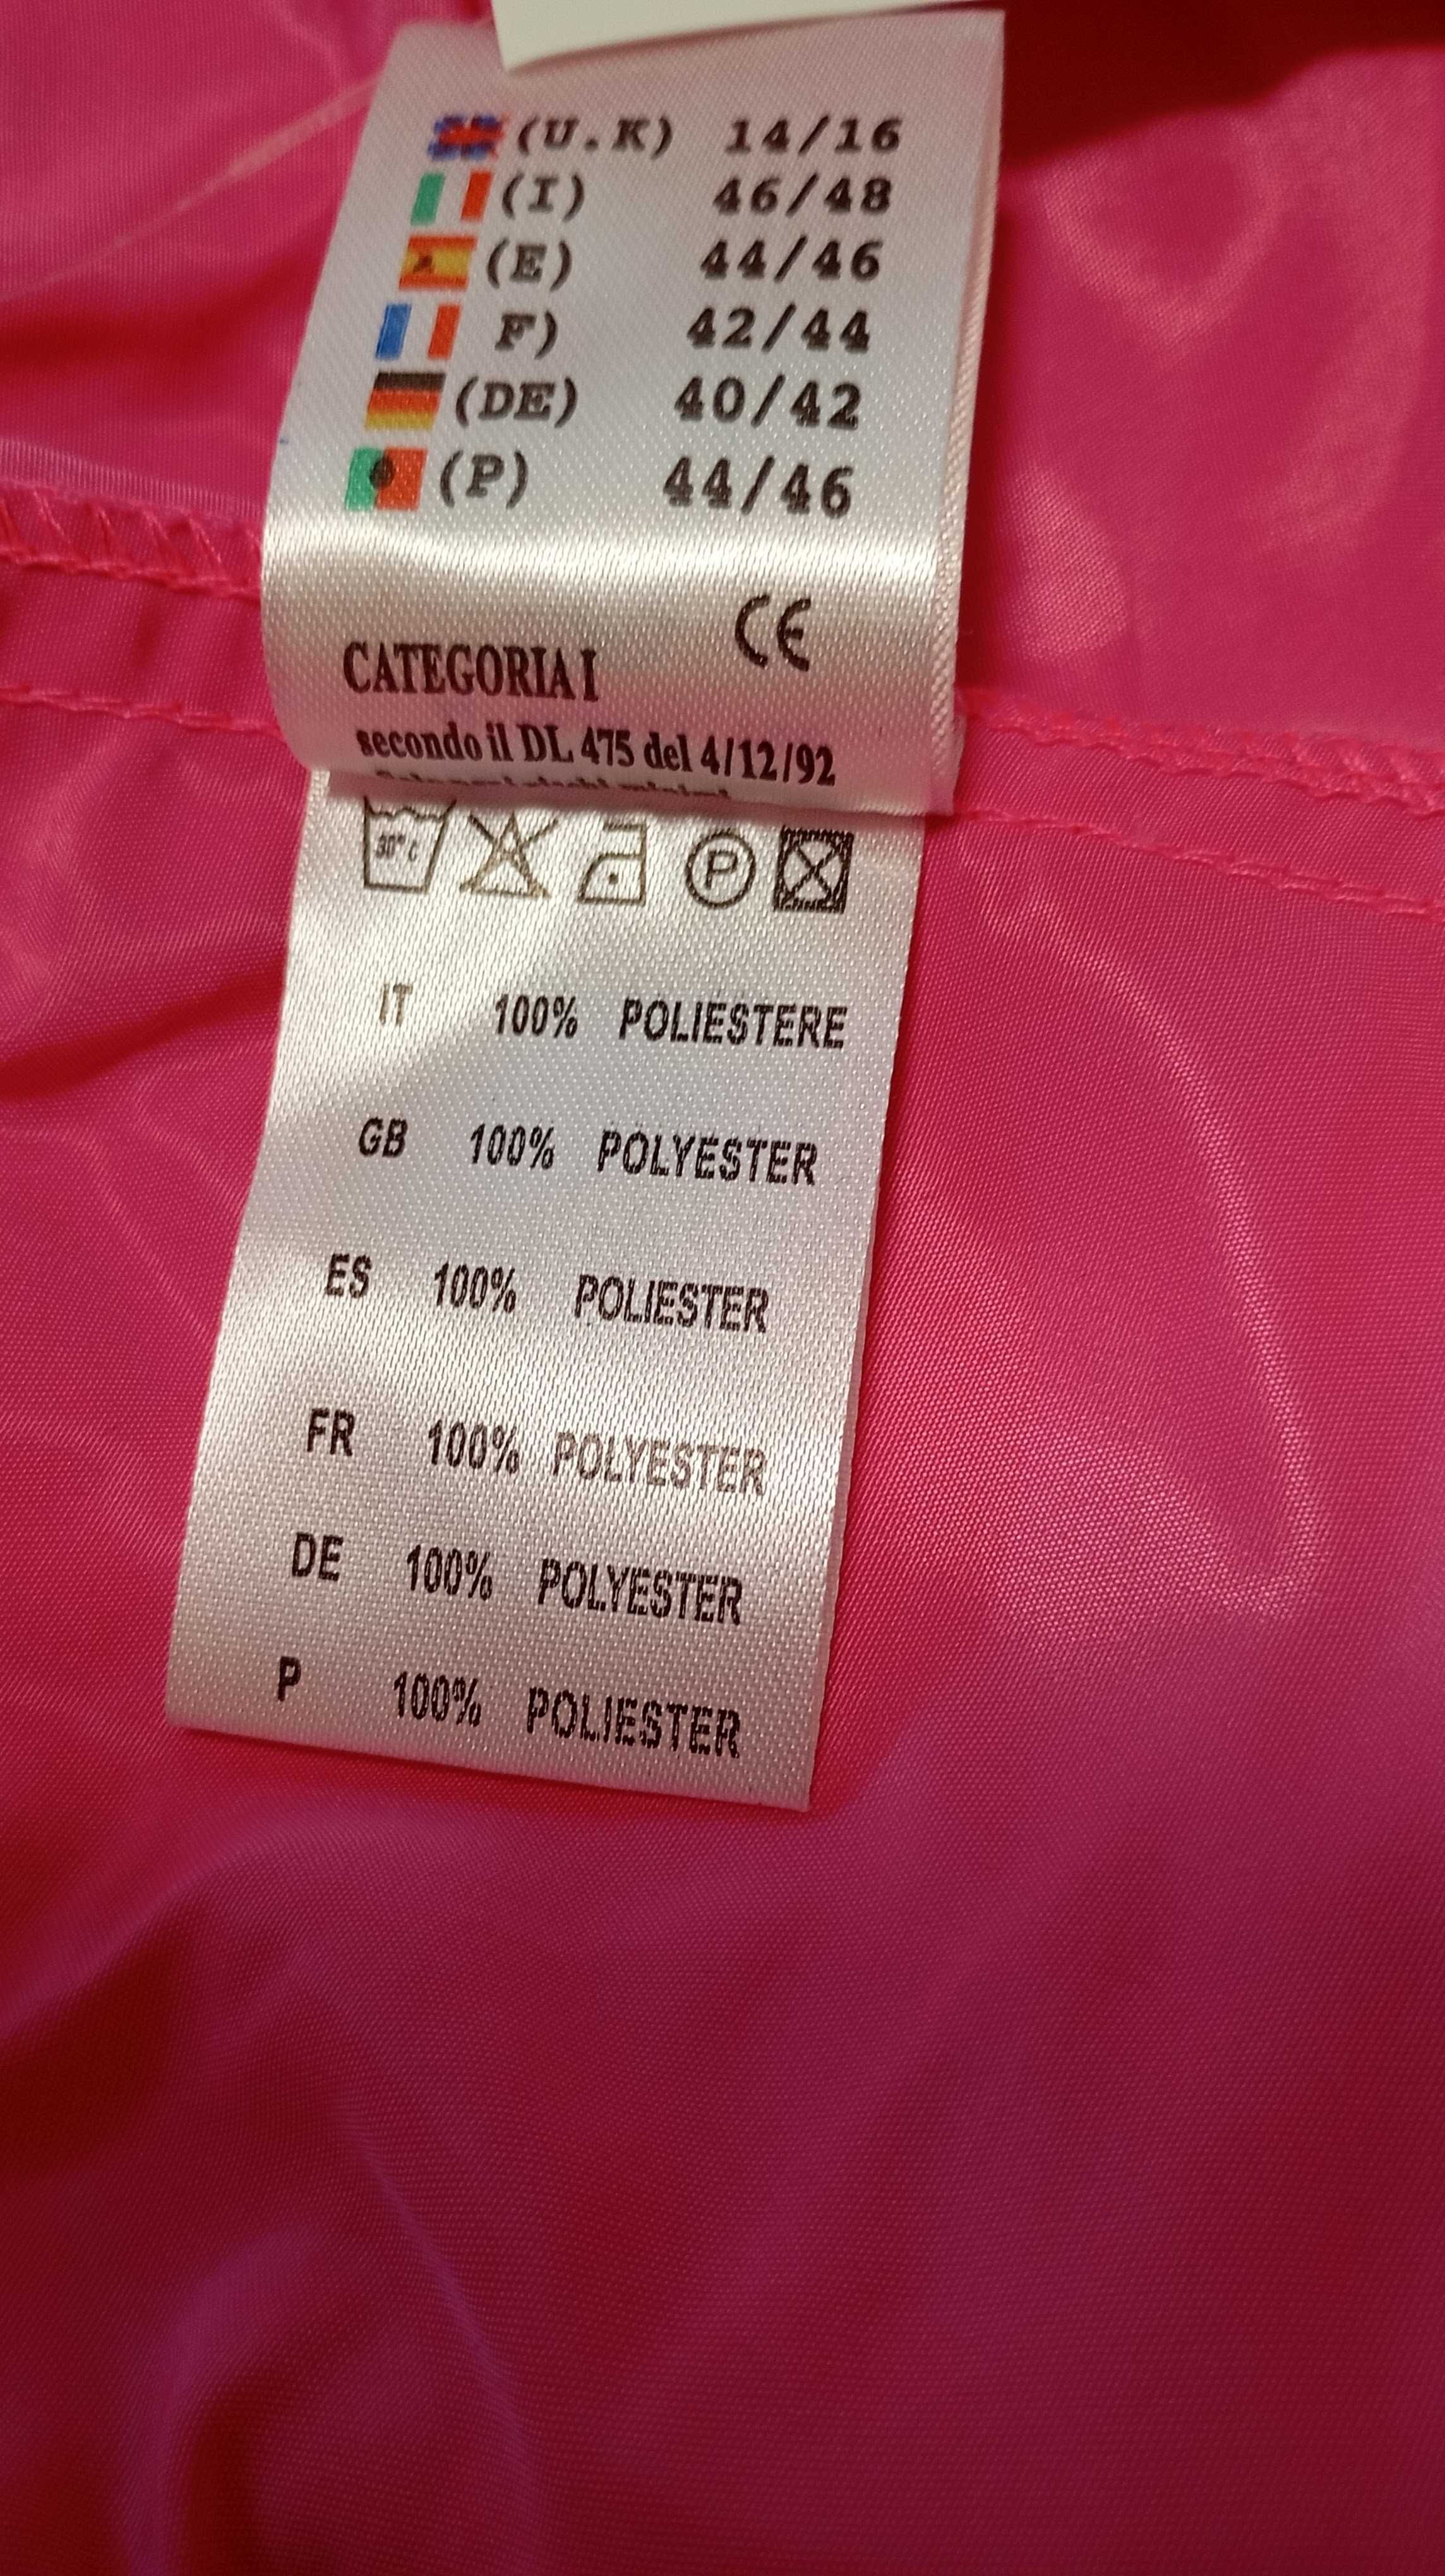 (U.K) 14/16
(I) 46/48
(E) 44/46
F) 42/44
(DE) 40/42
(P) 44/46
CE
CATEGORIA I
secondo il DL 475 del 4/12/92
30°c P
IT 100% POLIESTERE
GB 100% POLYESTER
ES 100% POLIESTER
FR 100% POLYESTER
DE 100% POLYESTER
P 100% POLIESTER